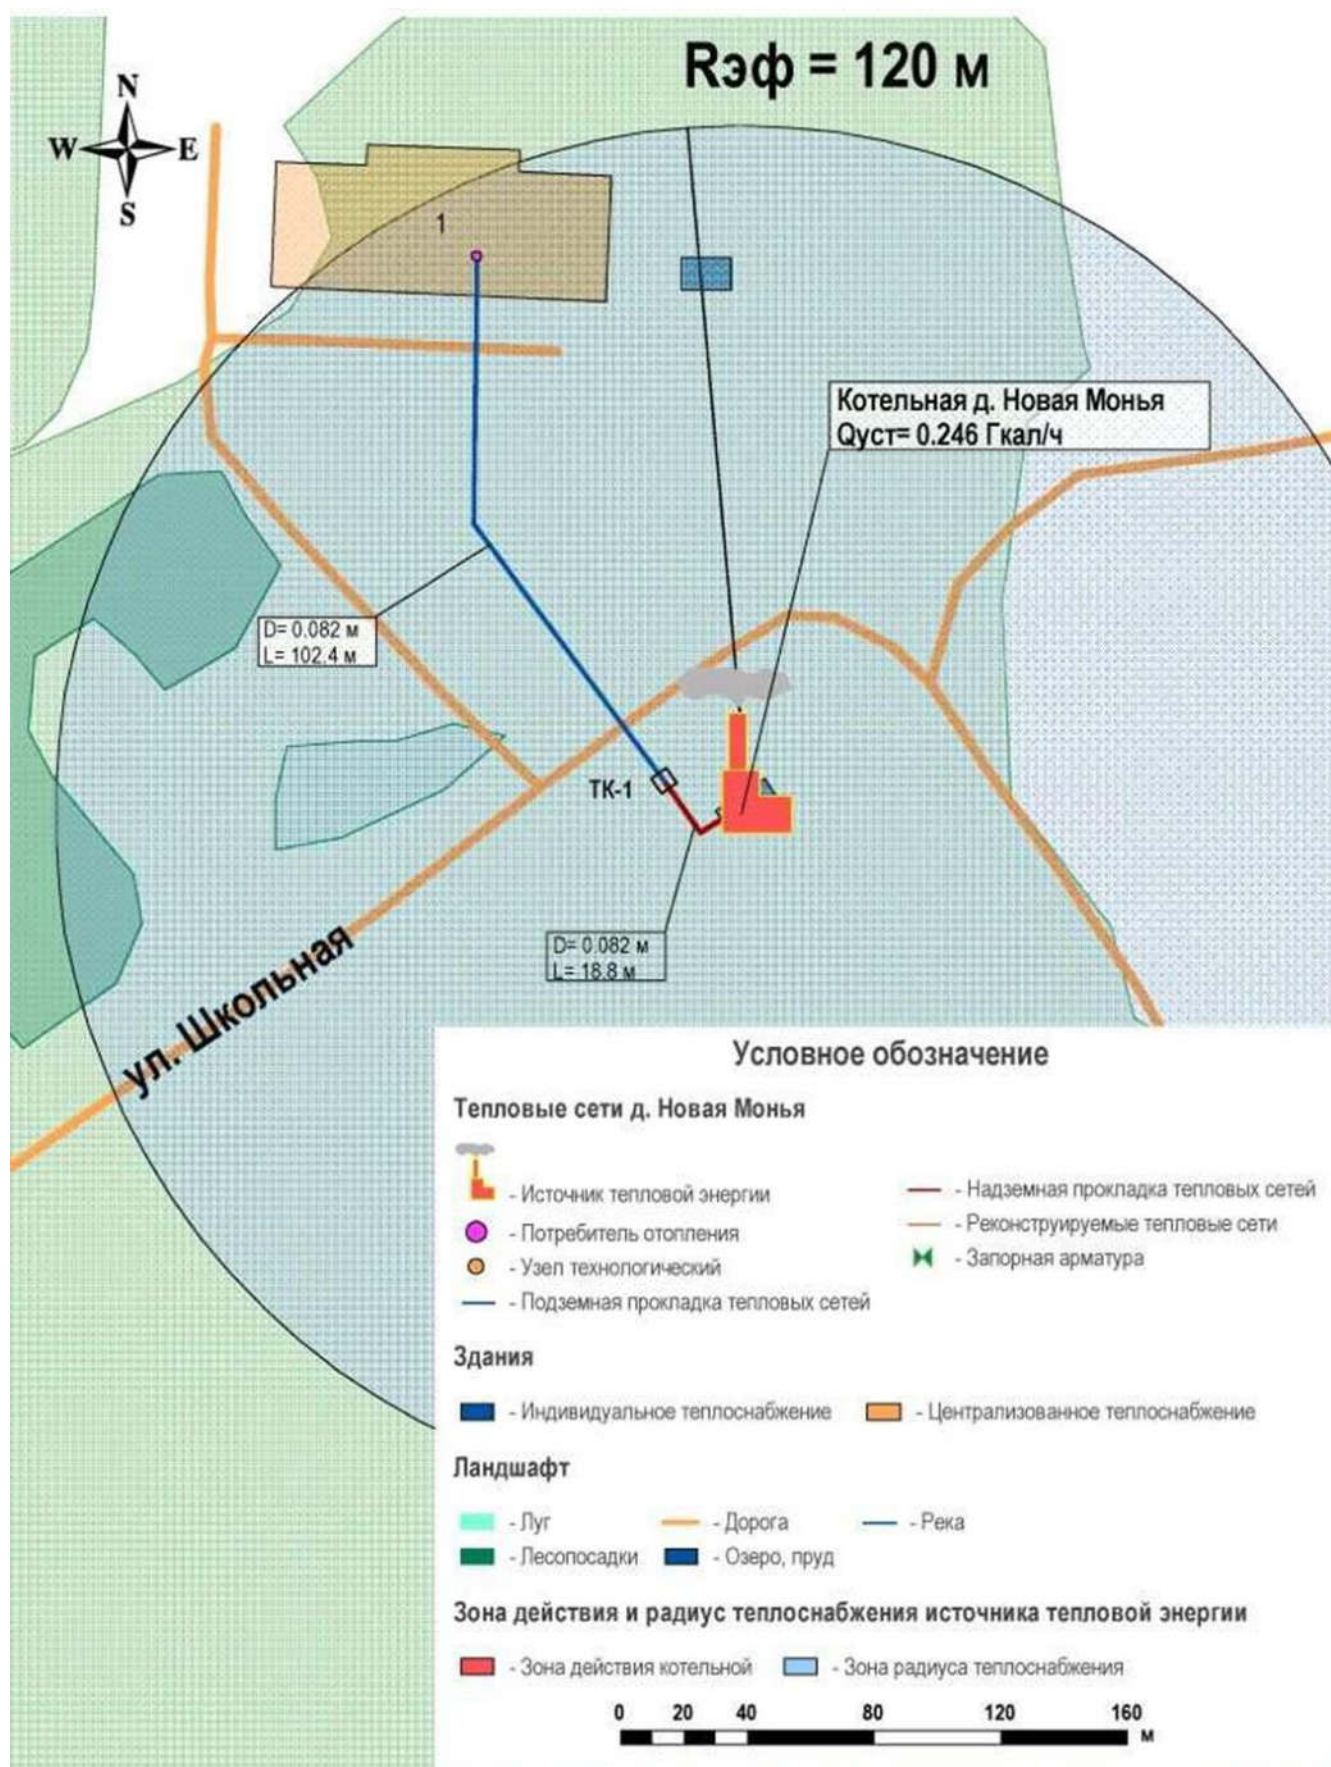 Rэф = 120 м
N
W E
S
1
Котельная д. Новая Монья
Qуст= 0.246 Гкал/ч
D= 0.082 м
L= 102.4 м
ТК-1
D= 0.082 м
L= 18.8 м
ул. Школьная
Условное обозначение
Тепловые сети д. Новая Монья
- Источник тепловой энергии
- Потребитель отопления
- Узел технологический
- Подземная прокладка тепловых сетей
- Надземная прокладка тепловых сетей
- Реконструируемые тепловые сети
- Запорная арматура
Здания
- Индивидуальное теплоснабжение - Централизованное теплоснабжение
Ландшафт
- Луг - Дорога - Река
- Лесопосадки - Озеро, пруд
Зона действия и радиус теплоснабжения источника тепловой энергии
- Зона действия котельной - Зона радиуса теплоснабжения
0 20 40 80 120 160
м